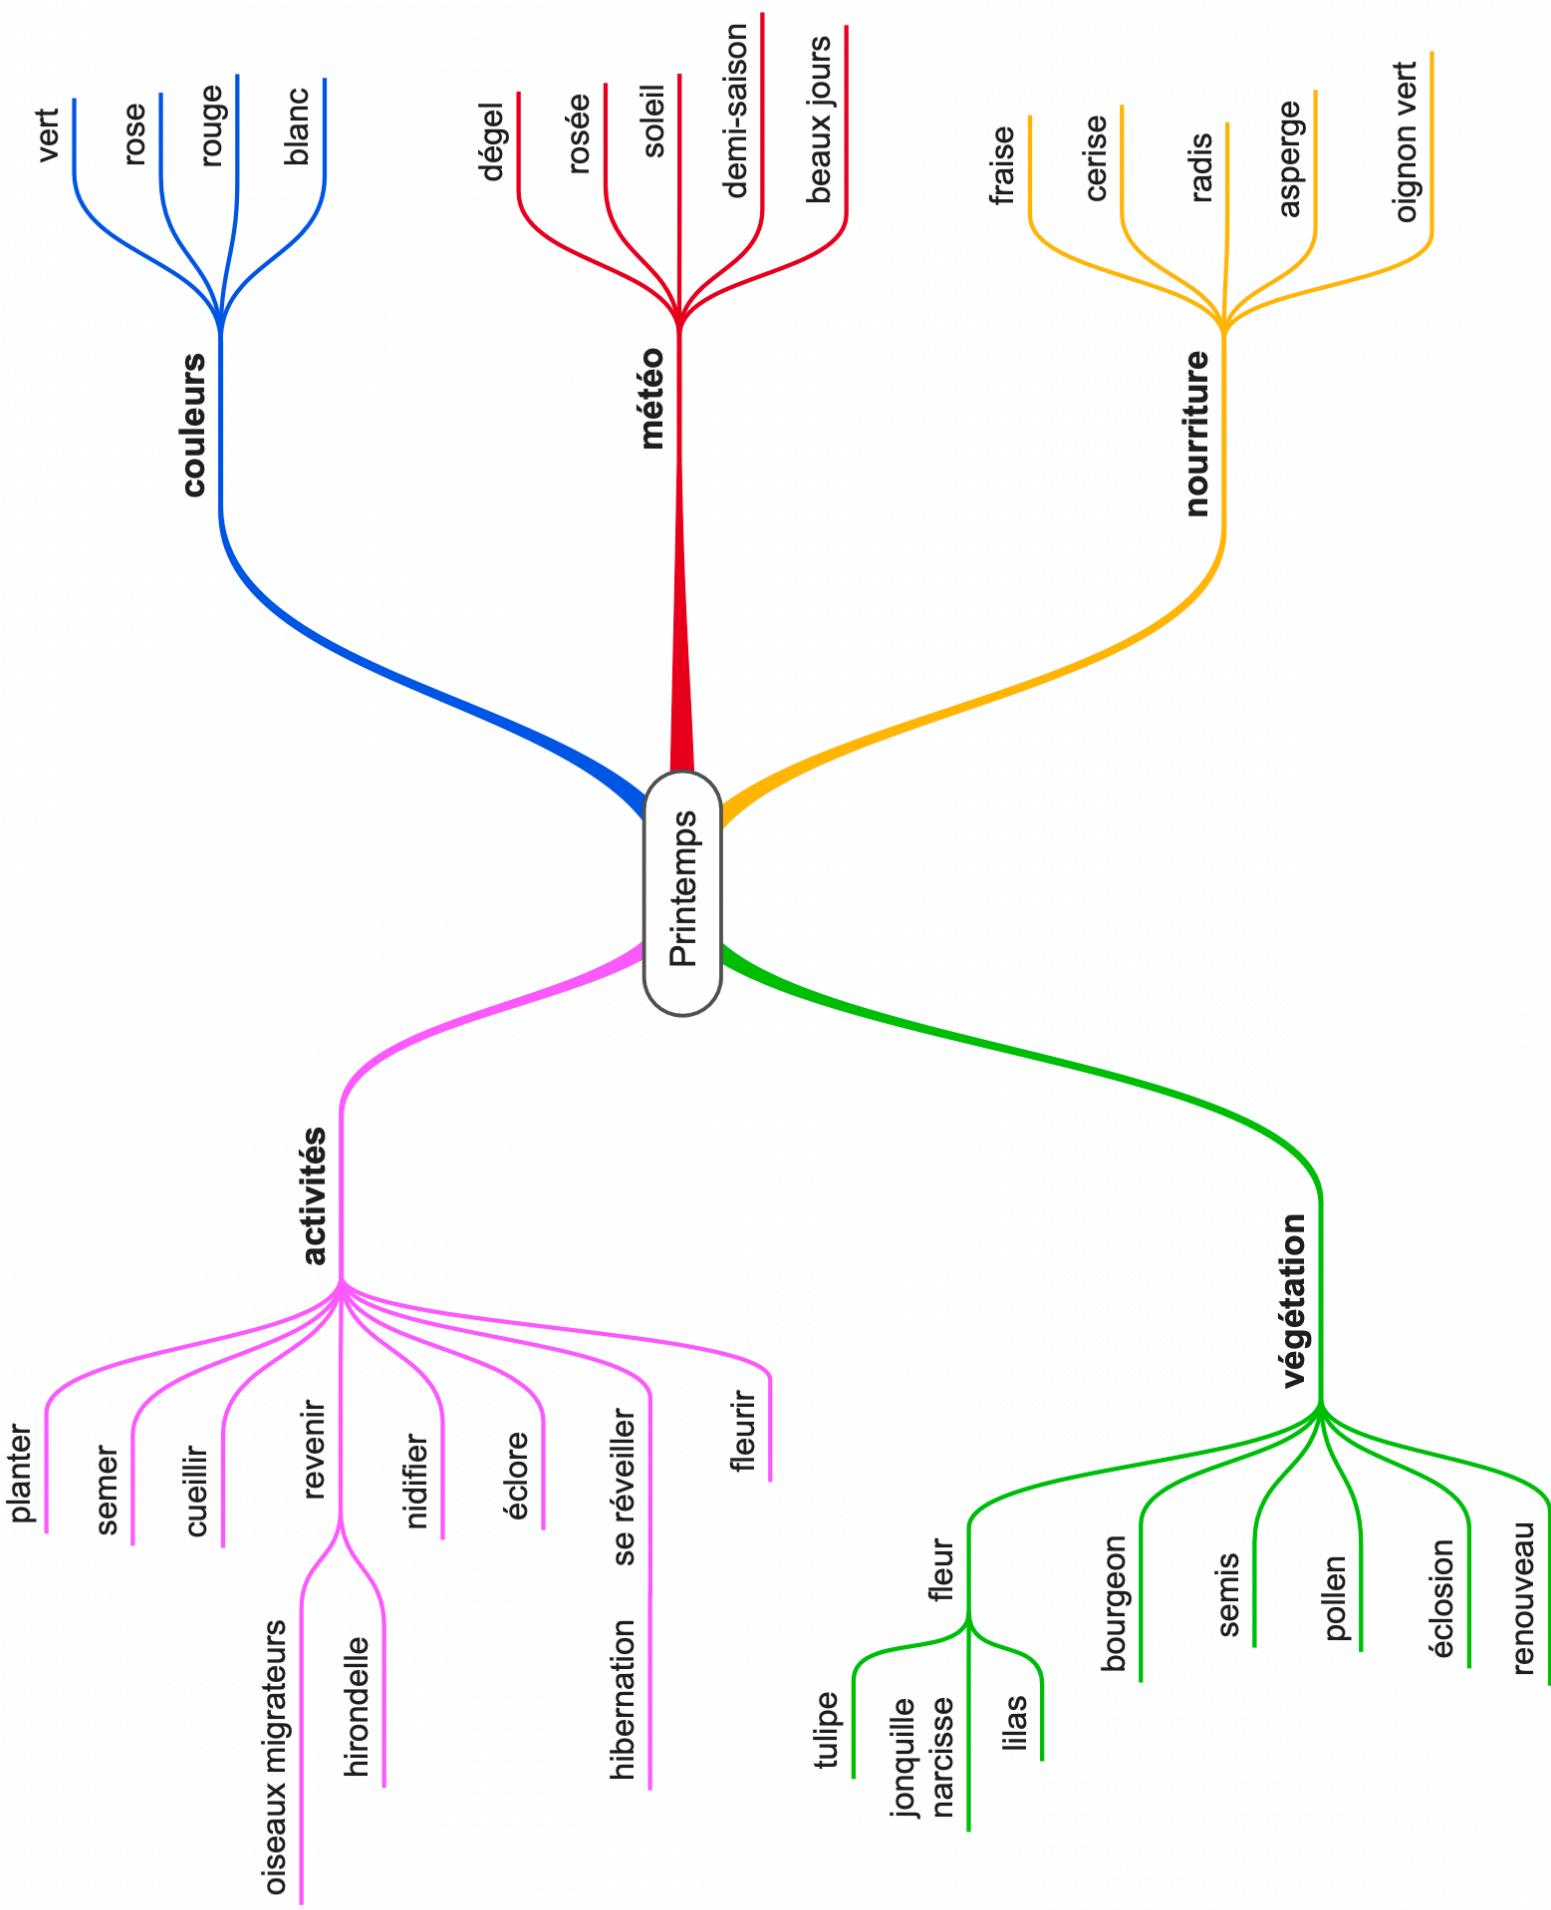 Printemps
couleurs
vert
rose
rouge
blanc
météo
dégel
rosée
soleil
demi-saison
beaux jours
nourriture
fraise
cerise
radis
asperge
oignon vert
activités
planter
semer
cueillir
revenir
oiseaux migrateurs
hirondelle
nidifier
éclore
se réveiller
hibernation
fleurir
végétation
fleur
tulipe
jonquille
narcisse
lilas
bourgeon
semis
pollen
éclosion
renouveau